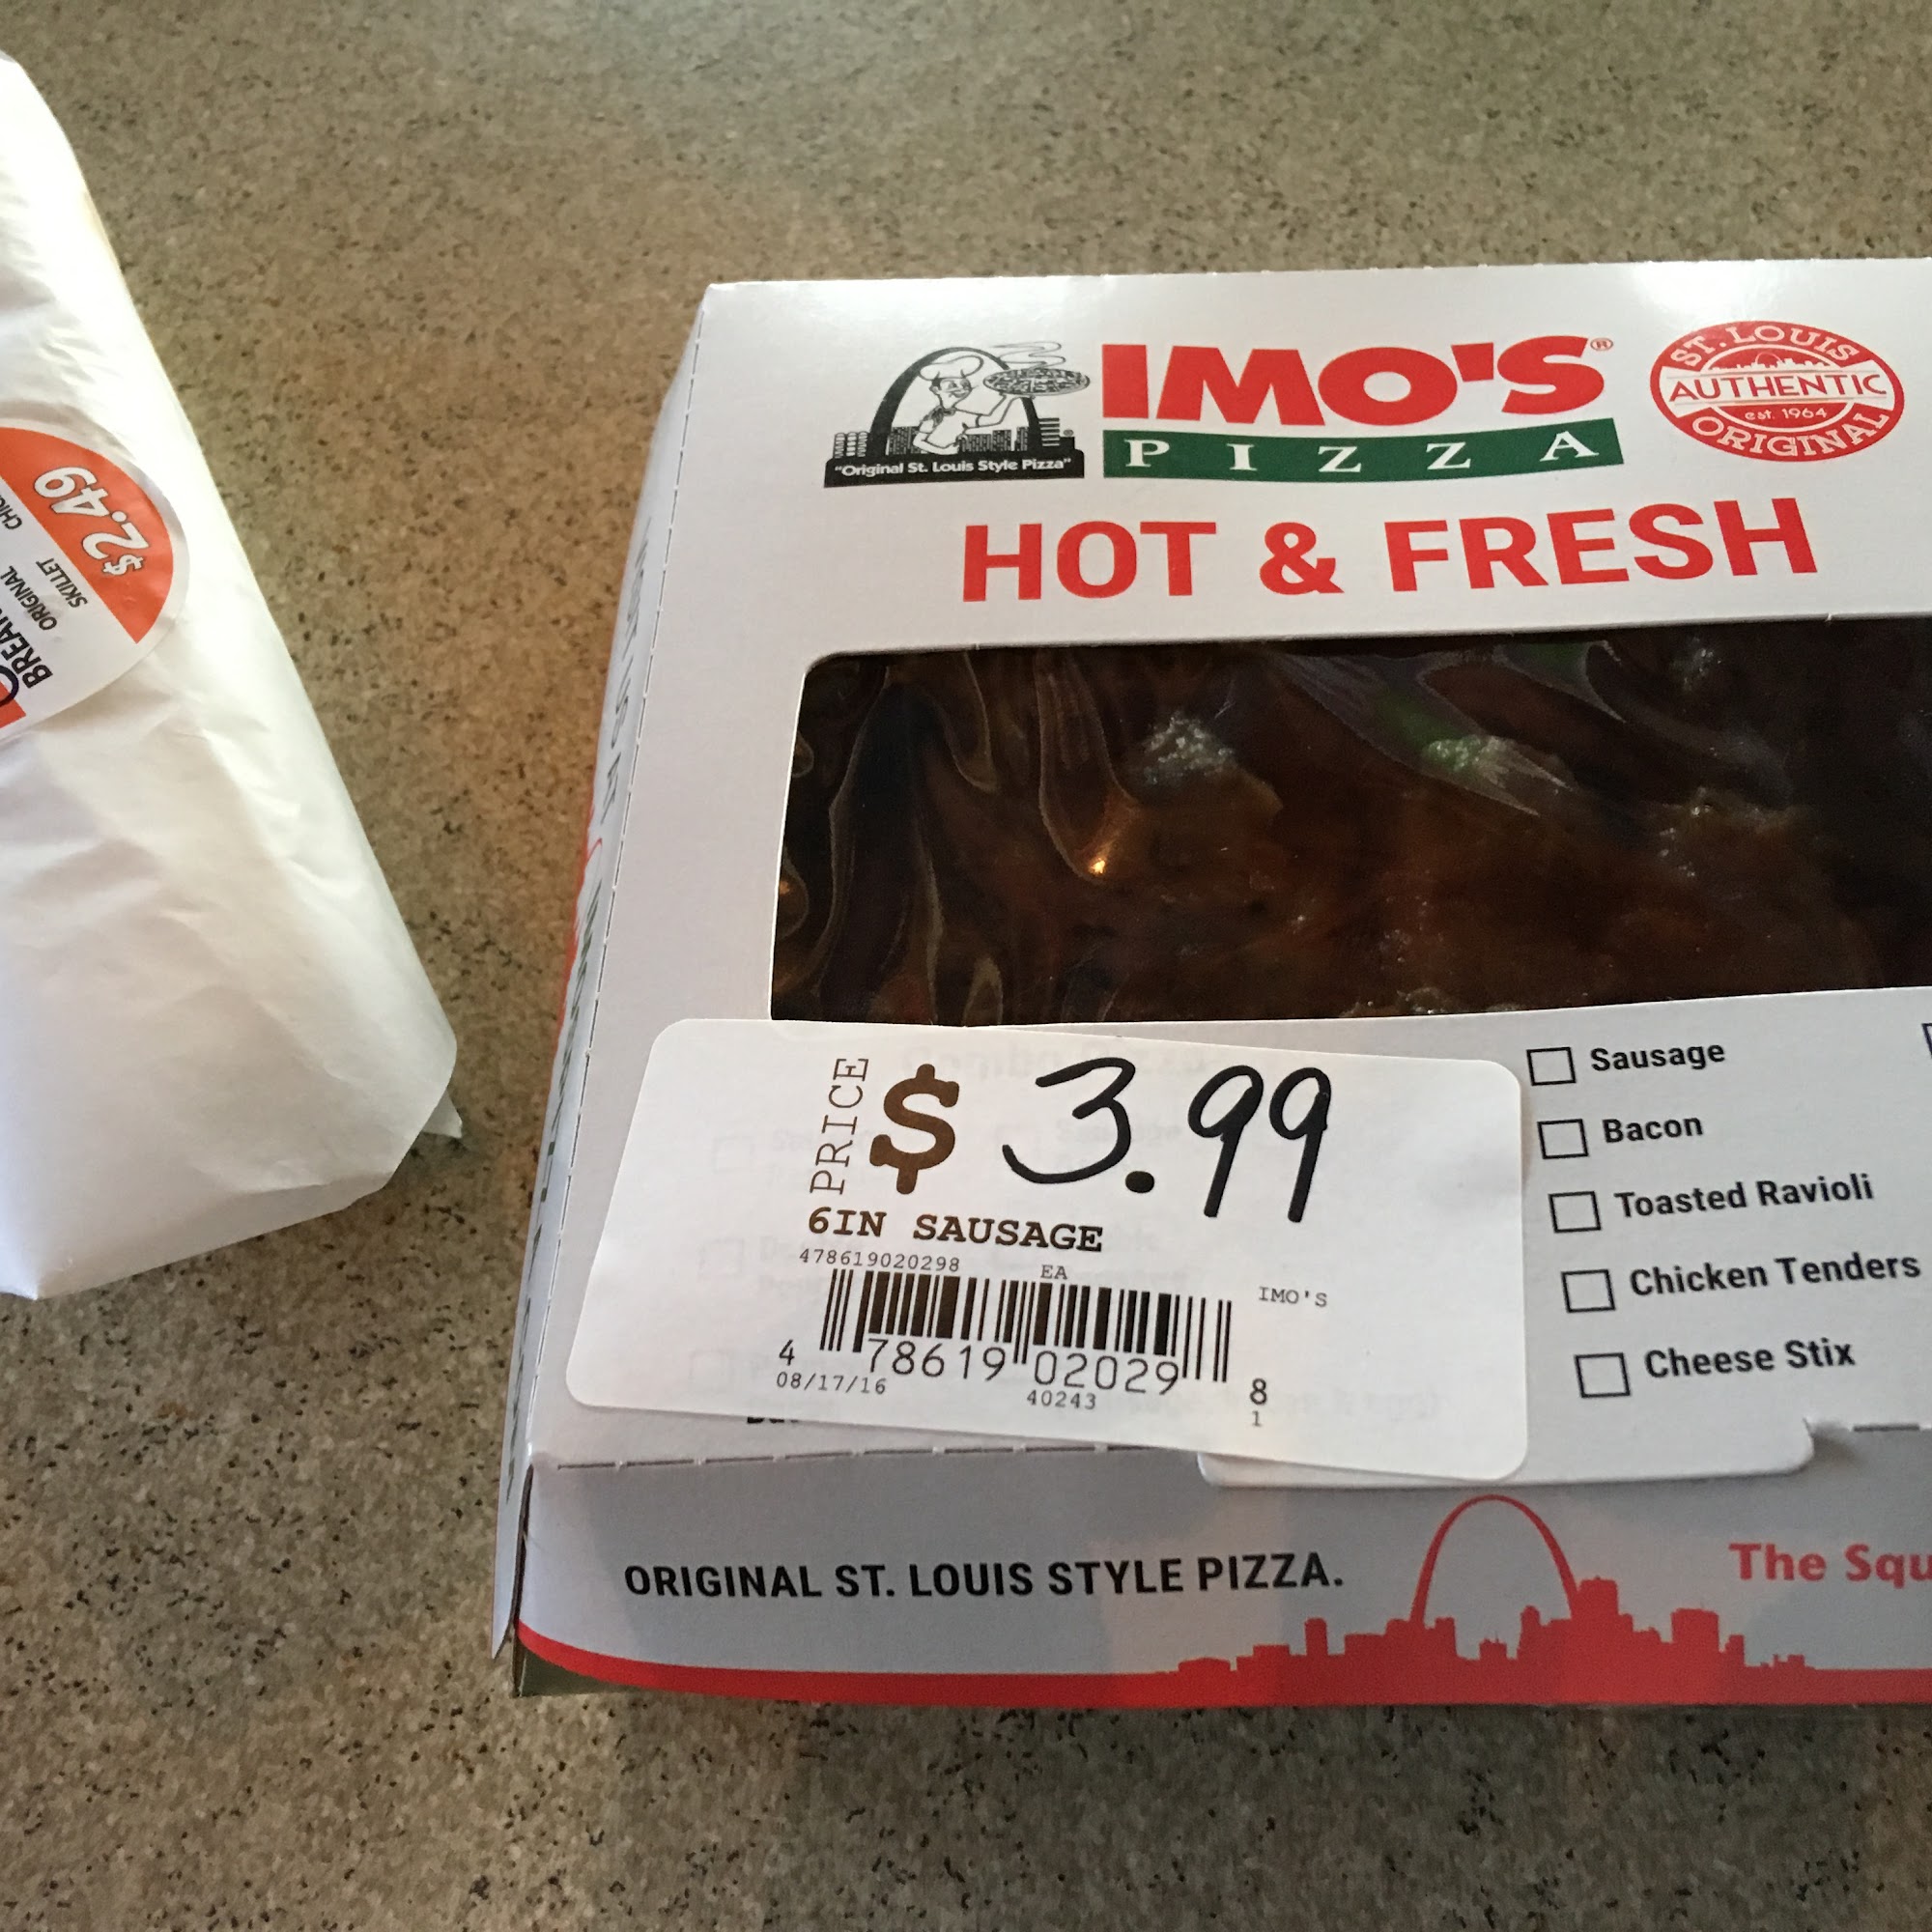 $2.49
SKILLET
ORIGINAL
IMO'S®
PIZZA
"Original St. Louis Style Pizza"
ST. LOUIS
AUTHENTIC
est. 1964
ORIGINAL
HOT & FRESH
PRICE
$ 3.99
6IN SAUSAGE
478619020298 EA
IMO'S
4 78619 02029 8
08/17/16 40243 1
Sausage
Bacon
Toasted Ravioli
Chicken Tenders
Cheese Stix
ORIGINAL ST. LOUIS STYLE PIZZA.
The